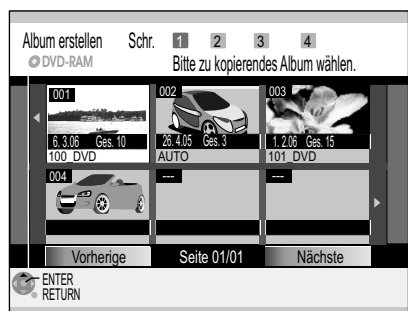 Album erstellen Schr. 1 2 3 4
DVD-RAM
Bitte zu kopierendes Album wählen.
001 002 003
6. 3.06 Ges. 10 26. 4.05 Ges. 3 1. 2.06 Ges. 15
100_DVD AUTO 101_DVD
004 --- ---
Vorherige Seite 01/01 Nächste
ENTER
RETURN